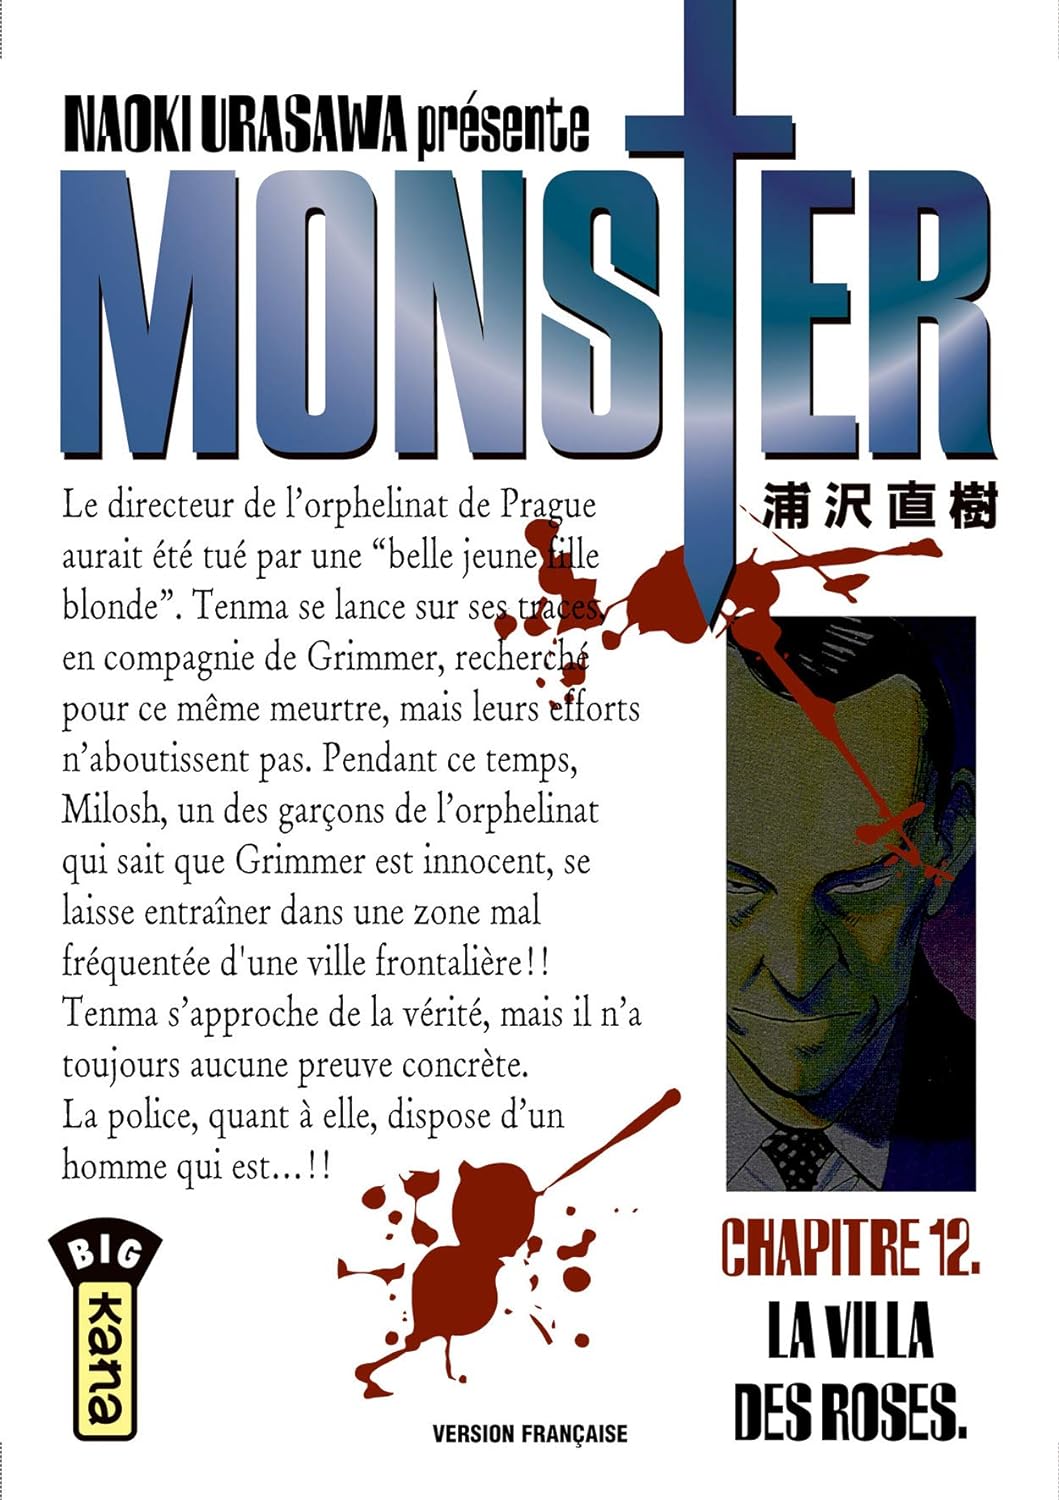 NAOKI URASAWA présente
MONSTER
浦沢直樹
Le directeur de l’orphelinat de Prague
aurait été tué par une “belle jeune fille
blonde”. Tenma se lance sur ses traces,
en compagnie de Grimmer, recherché
pour ce même meurtre, mais leurs efforts
n’aboutissent pas. Pendant ce temps,
Milosh, un des garçons de l’orphelinat
qui sait que Grimmer est innocent, se
laisse entraîner dans une zone mal
fréquentée d'une ville frontalière!!
Tenma s’approche de la vérité, mais il n’a
toujours aucune preuve concrète.
La police, quant à elle, dispose d’un
homme qui est...!!
CHAPITRE 12.
LA VILLA
DES ROSES.
BIG
kana
VERSION FRANÇAISE